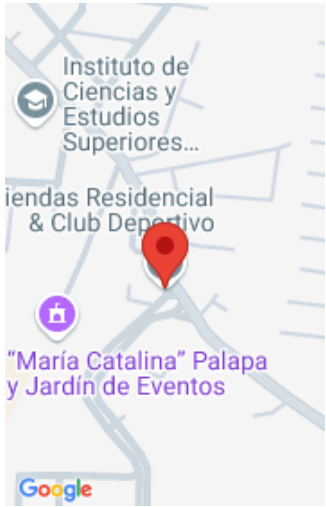 Instituto de
Ciencias y
Estudios
Superiores...
iendas Residencial
& Club Deportivo
“María Catalina” Palapa
y Jardín de Eventos
Google